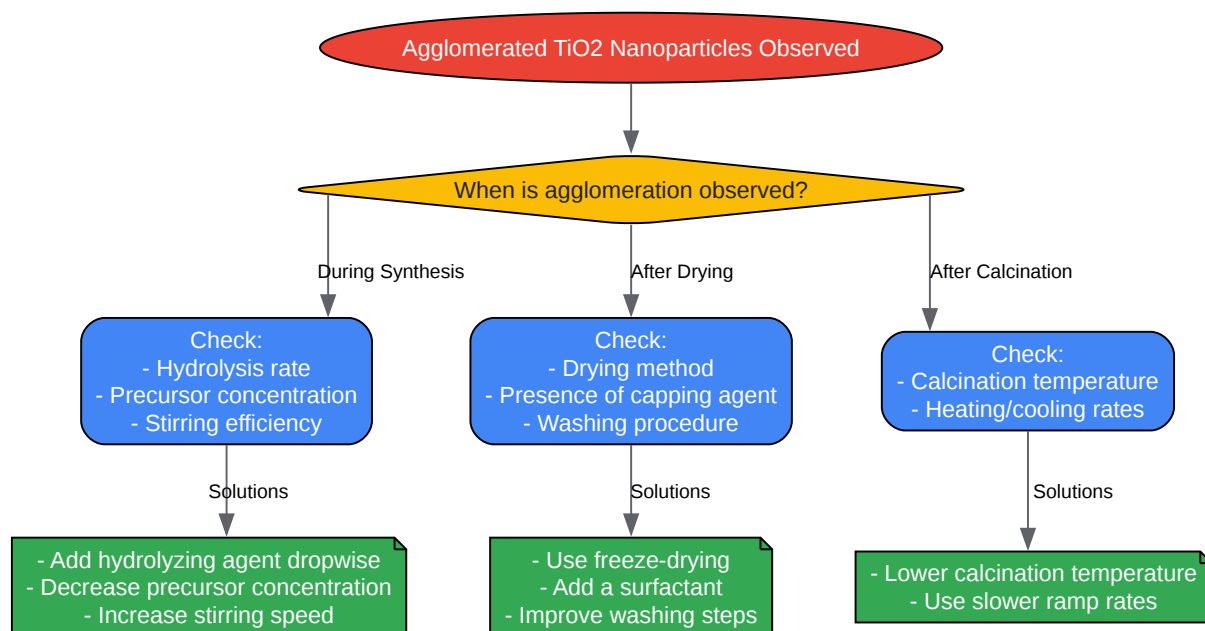 Agglomerated TiO2 Nanoparticles Observed
When is agglomeration observed?
During Synthesis
After Drying
After Calcination
Check:
- Hydrolysis rate
- Precursor concentration
- Stirring efficiency
Check:
- Drying method
- Presence of capping agent
- Washing procedure
Check:
- Calcination temperature
- Heating/cooling rates
Solutions
Solutions
Solutions
- Add hydrolyzing agent dropwise
- Decrease precursor concentration
- Increase stirring speed
- Use freeze-drying
- Add a surfactant
- Improve washing steps
- Lower calcination temperature
- Use slower ramp rates